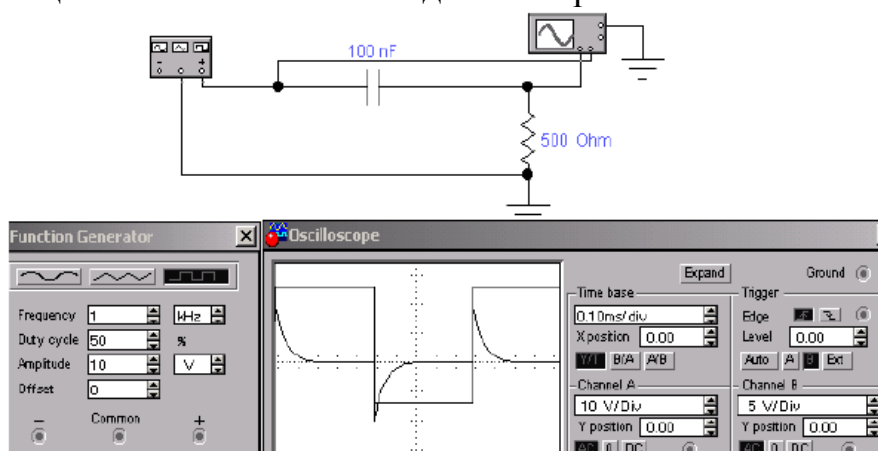 100 nF
500 Ohm
Function Generator
Frequency 1 kHz
Duty cycle 50 %
Amplitude 10 V
Offset 0
− Common +
Oscilloscope
Expand
Ground
Time base
0.10ms/div
X position 0.00
Y/T B/A A/B
Trigger
Edge
Level 0.00
Auto A B Ext
Channel A
10 V/Div
Y position 0.00
AC 0 DC
Channel B
5 V/Div
Y position 0.00
AC 0 DC